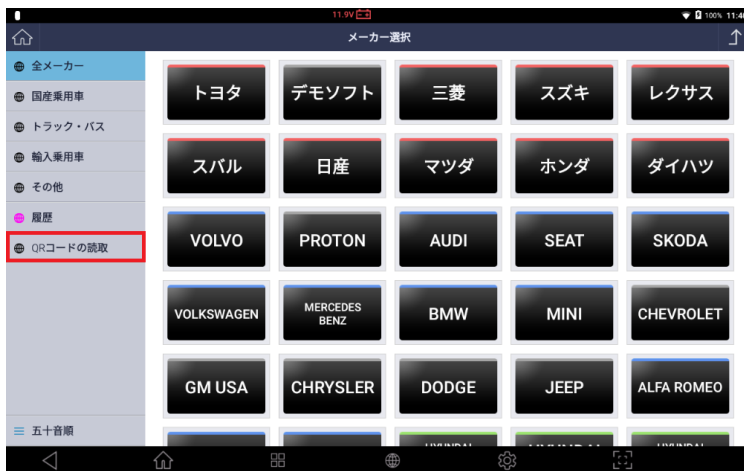 11.9V
100% 11:40
メーカー選択
全メーカー
国産乗用車
トラック・バス
輸入乗用車
その他
履歴
QRコードの読取
五十音順
トヨタ
デモソフト
三菱
スズキ
レクサス
スバル
日産
マツダ
ホンダ
ダイハツ
VOLVO
PROTON
AUDI
SEAT
SKODA
VOLKSWAGEN
MERCEDES
BENZ
BMW
MINI
CHEVROLET
GM USA
CHRYSLER
DODGE
JEEP
ALFA ROMEO